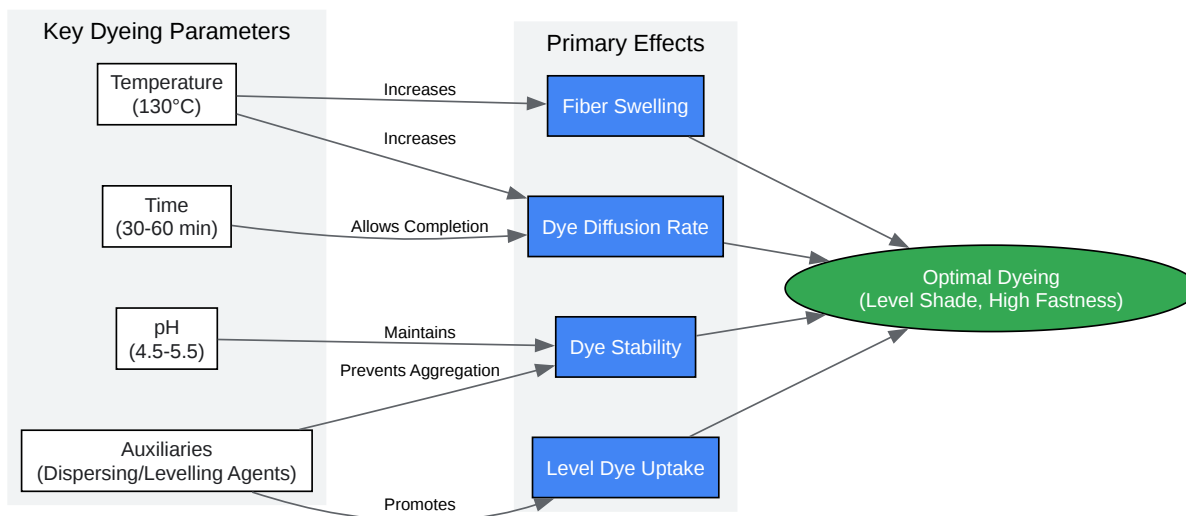 Key Dyeing Parameters
Primary Effects
Temperature
(130°C)
Increases
Fiber Swelling
Increases
Time
(30-60 min)
Allows Completion
Dye Diffusion Rate
Optimal Dyeing
(Level Shade, High Fastness)
pH
(4.5-5.5)
Maintains
Dye Stability
Prevents Aggregation
Auxiliaries
(Dispersing/Levelling Agents)
Level Dye Uptake
Promotes